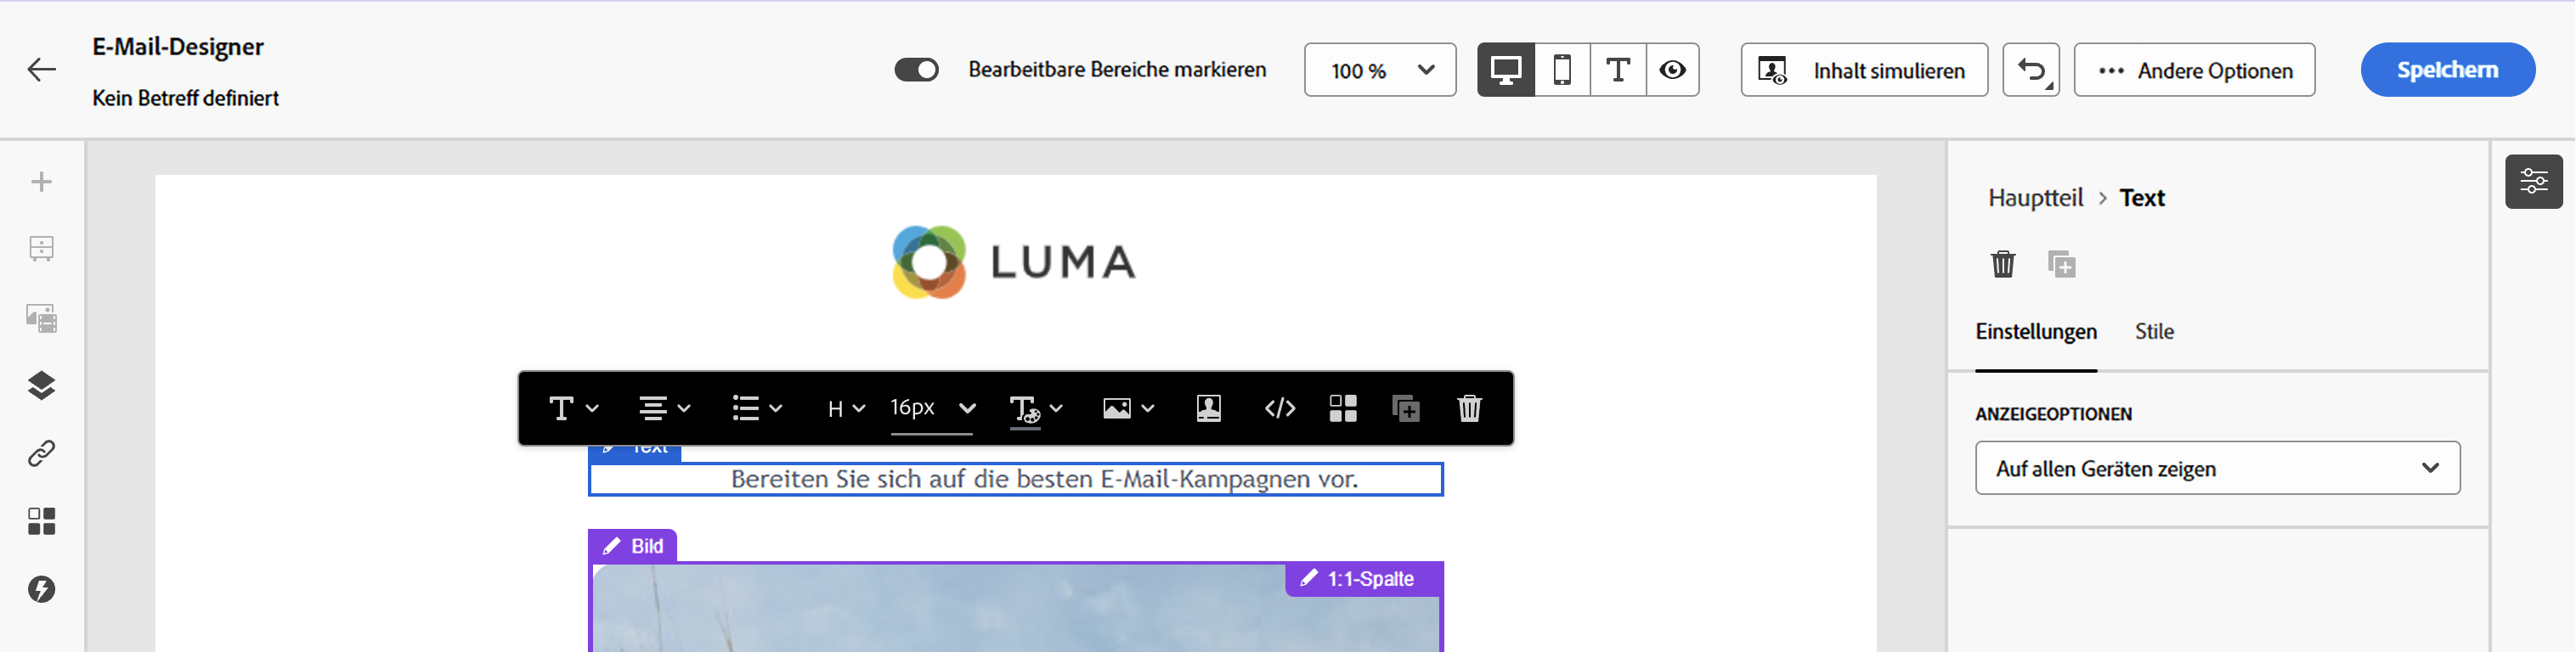 E-Mail-Designer
Kein Betreff definiert
Bearbeitbare Bereiche markieren
100 %
Inhalt simulieren
Andere Optionen
Speichern
LUMA
H
16px
Text
Bereiten Sie sich auf die besten E-Mail-Kampagnen vor.
Bild
1:1-Spalte
Hauptteil > Text
Einstellungen
Stile
ANZEIGEOPTIONEN
Auf allen Geräten zeigen